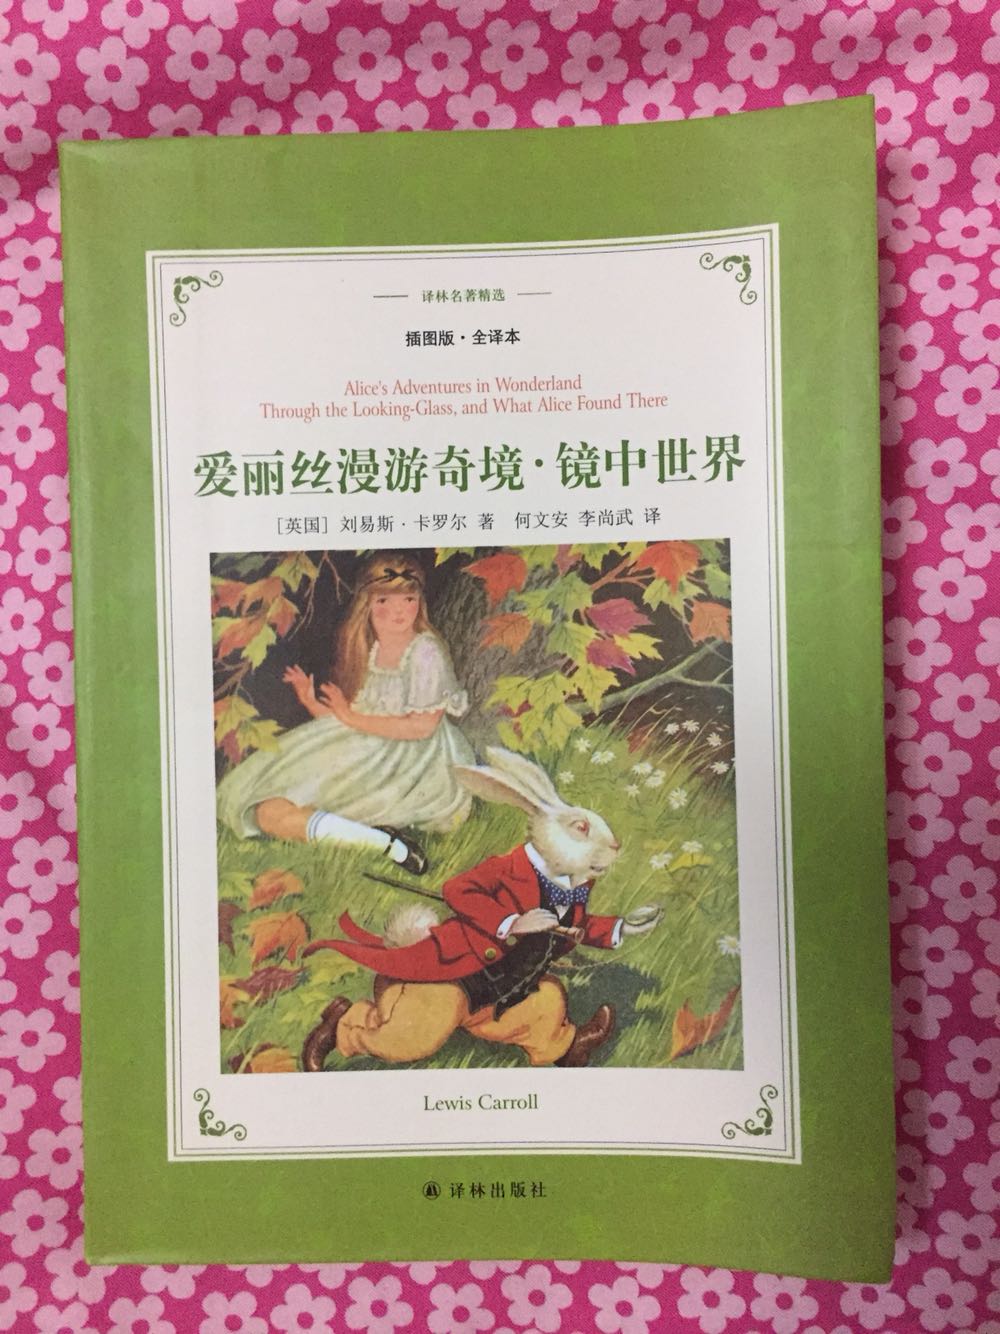 译林名著精选
插图版·全译本
Alice's Adventures in Wonderland
Through the Looking-Glass, and What Alice Found There
爱丽丝漫游奇境·镜中世界
［英国］刘易斯·卡罗尔 著 何文安 李尚武 译
Lewis Carroll
译林出版社